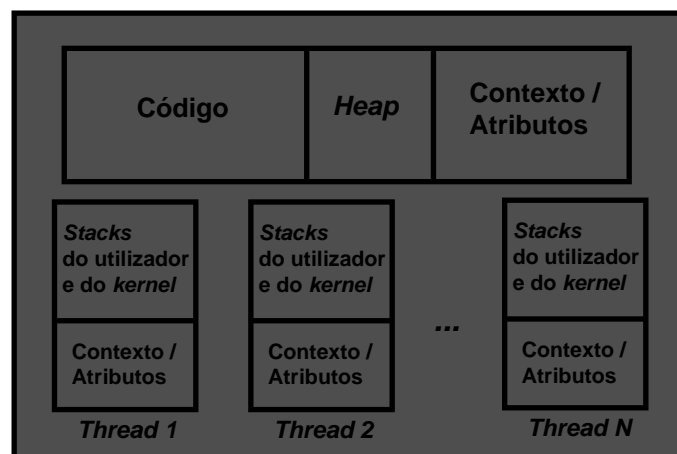 Código
Heap
Contexto /
Atributos
Stacks
do utilizador
e do kernel
Contexto /
Atributos
Thread 1
Stacks
do utilizador
e do kernel
Contexto /
Atributos
Thread 2
...
Stacks
do utilizador
e do kernel
Contexto /
Atributos
Thread N